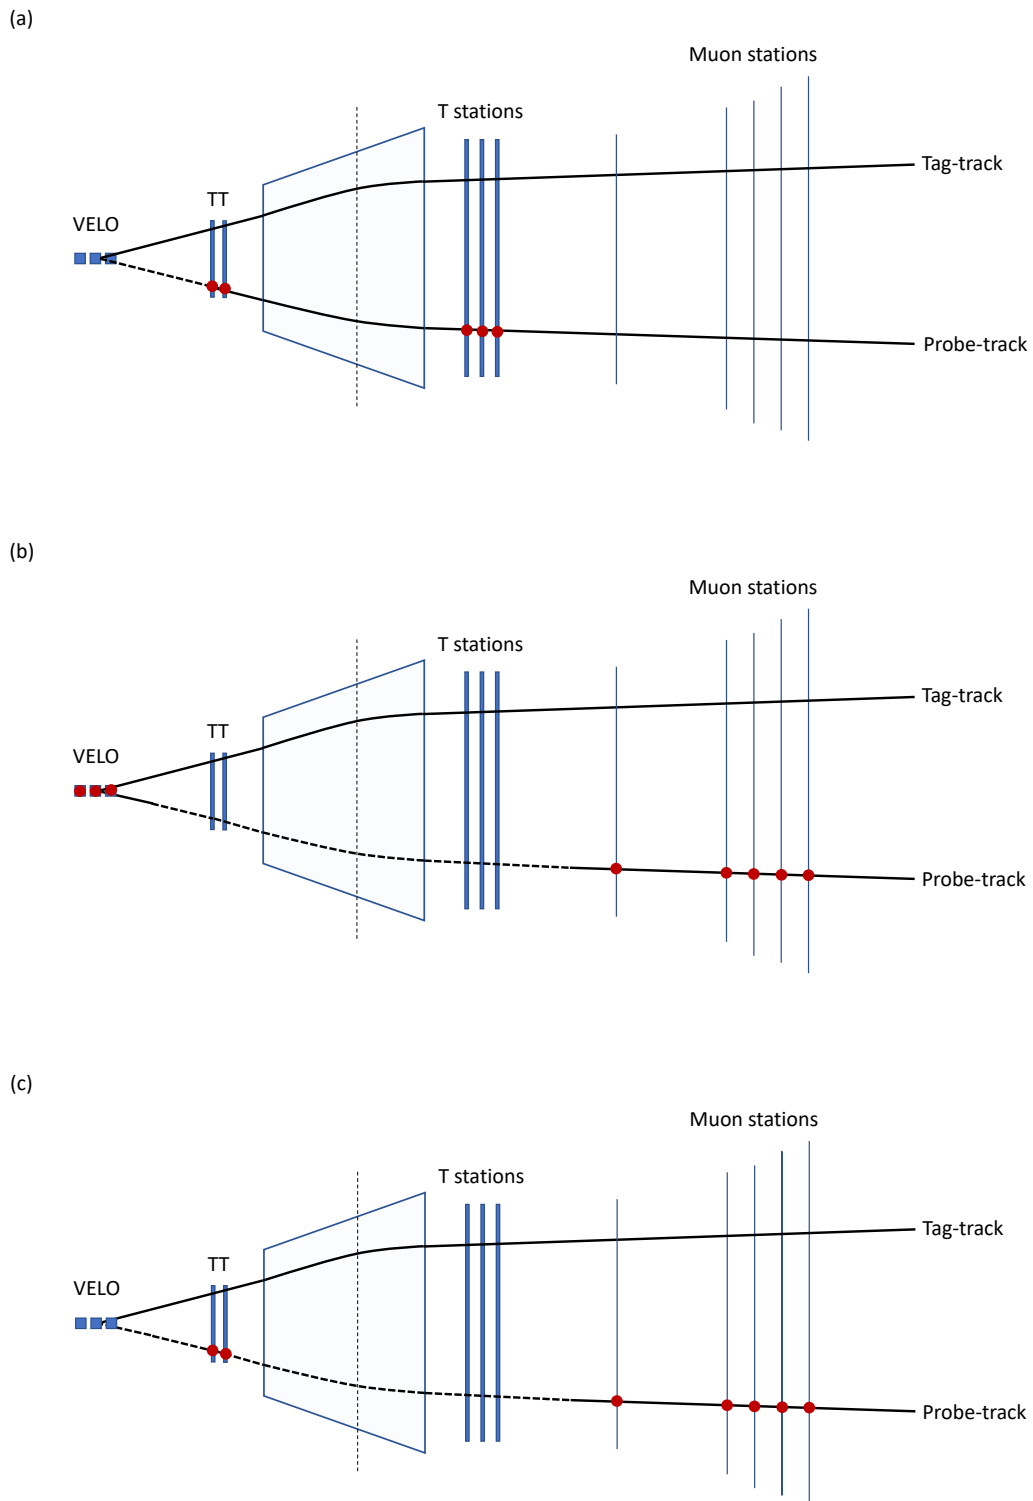 (a)
Muon stations
T stations
Tag-track
TT
VELO
Probe-track
(b)
Muon stations
T stations
Tag-track
TT
VELO
Probe-track
(c)
Muon stations
T stations
Tag-track
TT
VELO
Probe-track